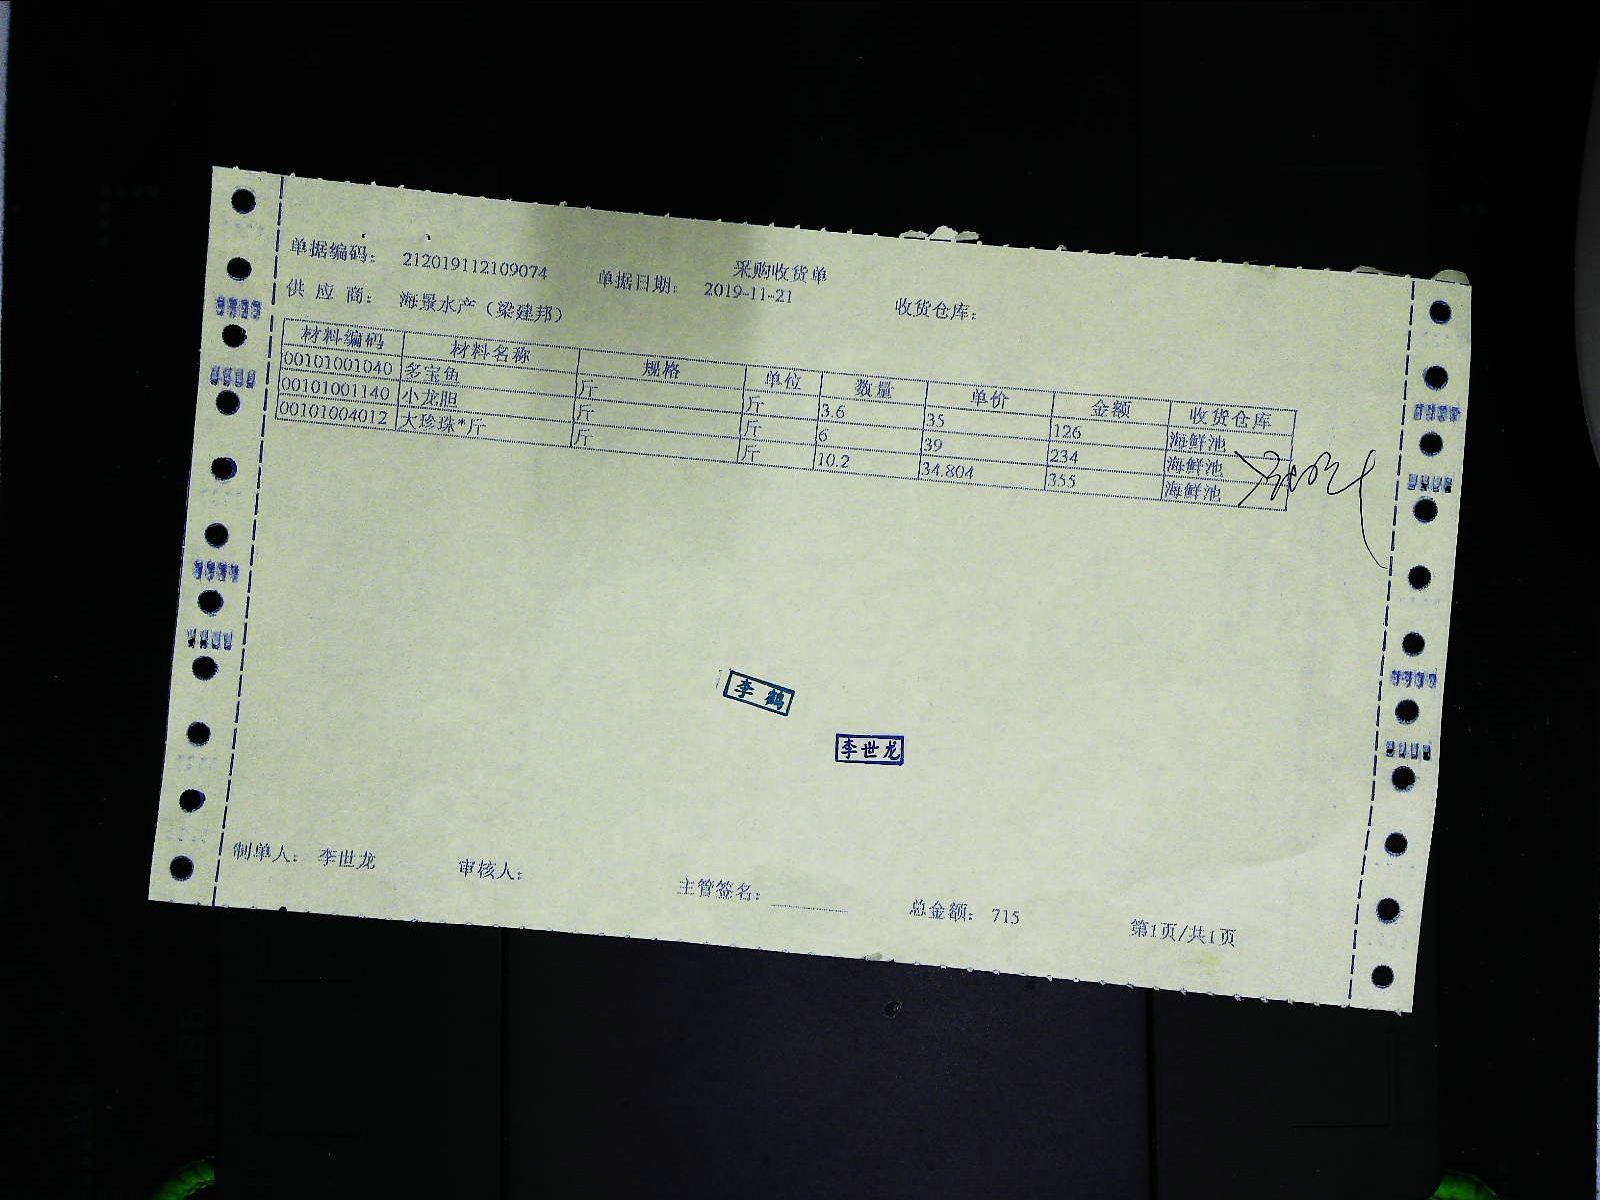 采购收货单
单据编码： 212019112109074 单据日期： 2019-11-21 收货仓库：
供 应 商： 海景水产（梁建邦）
材料编码 材料名称 规格 单位 数量 单价 金额 收货仓库
00101001040 多宝鱼 斤 斤 3.6 35 126 海鲜池
00101001140 小龙胆 斤 斤 6 39 234 海鲜池
00101004012 大珍珠*斤 斤 斤 10.2 34.804 355 海鲜池
李鹤
李世龙
制单人： 李世龙 审核人： 主管签名： 总金额： 715 第1页/共1页